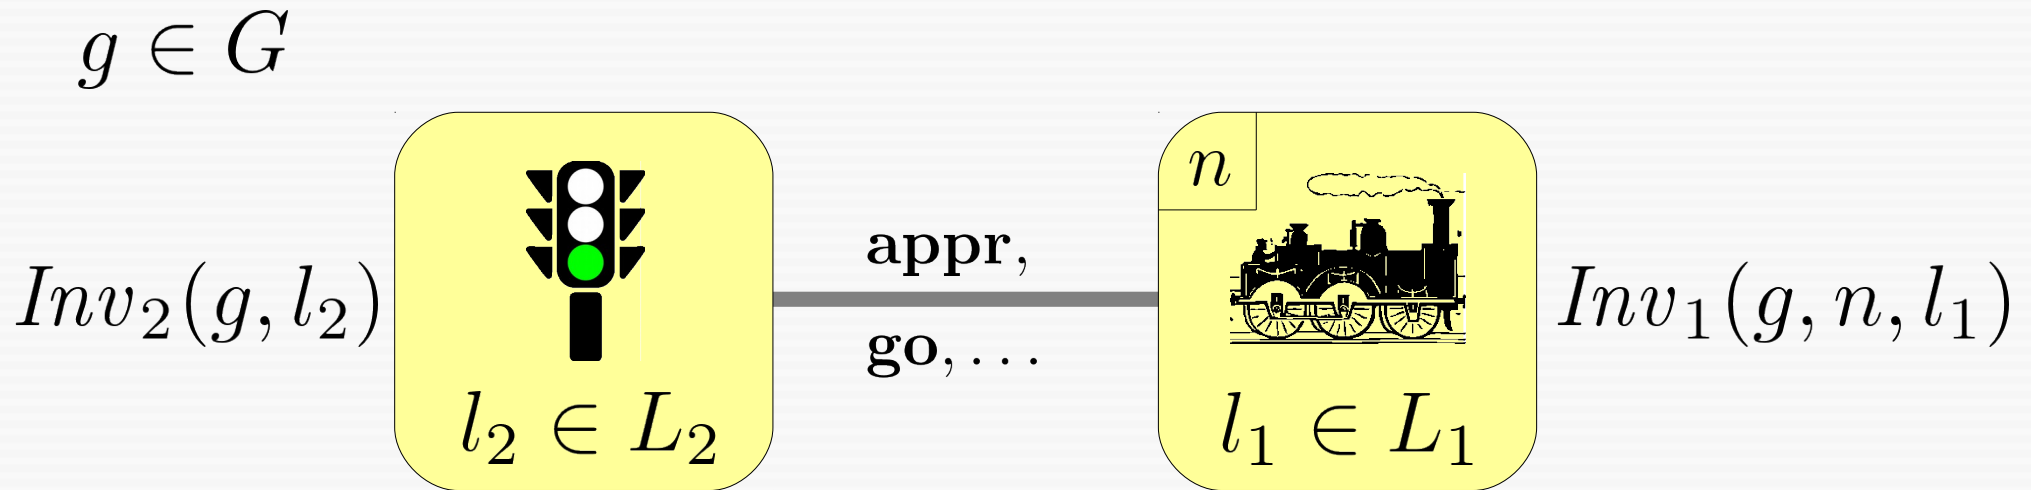 g ∈ G
Inv₂(g, l₂)
l₂ ∈ L₂
appr,
go, . . .
n
l₁ ∈ L₁
Inv₁(g, n, l₁)